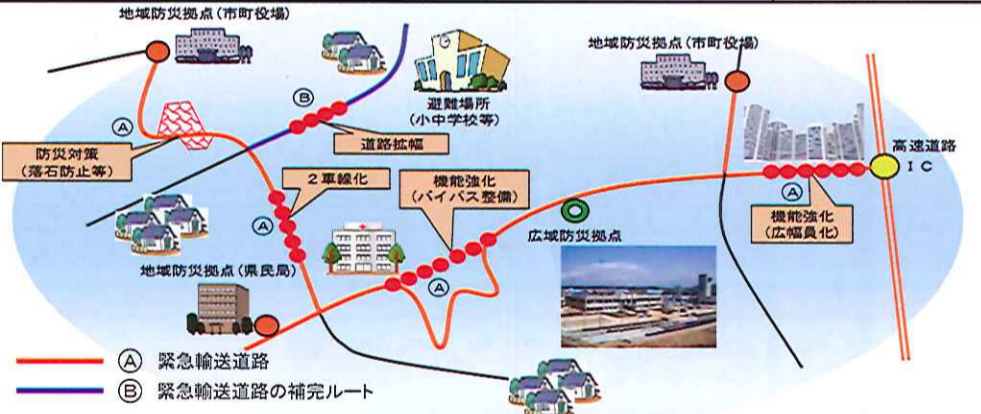 地域防災拠点(市町役場)
地域防災拠点(市町役場)
Ⓑ
避難場所
(小中学校等)
Ⓐ
道路拡幅
防災対策
(落石防止等)
高速道路
IC
2車線化
機能強化
(バイパス整備)
Ⓐ
機能強化
(広幅員化)
Ⓐ
広域防災拠点
地域防災拠点(県民局)
Ⓐ
Ⓐ 緊急輸送道路
Ⓑ 緊急輸送道路の補完ルート